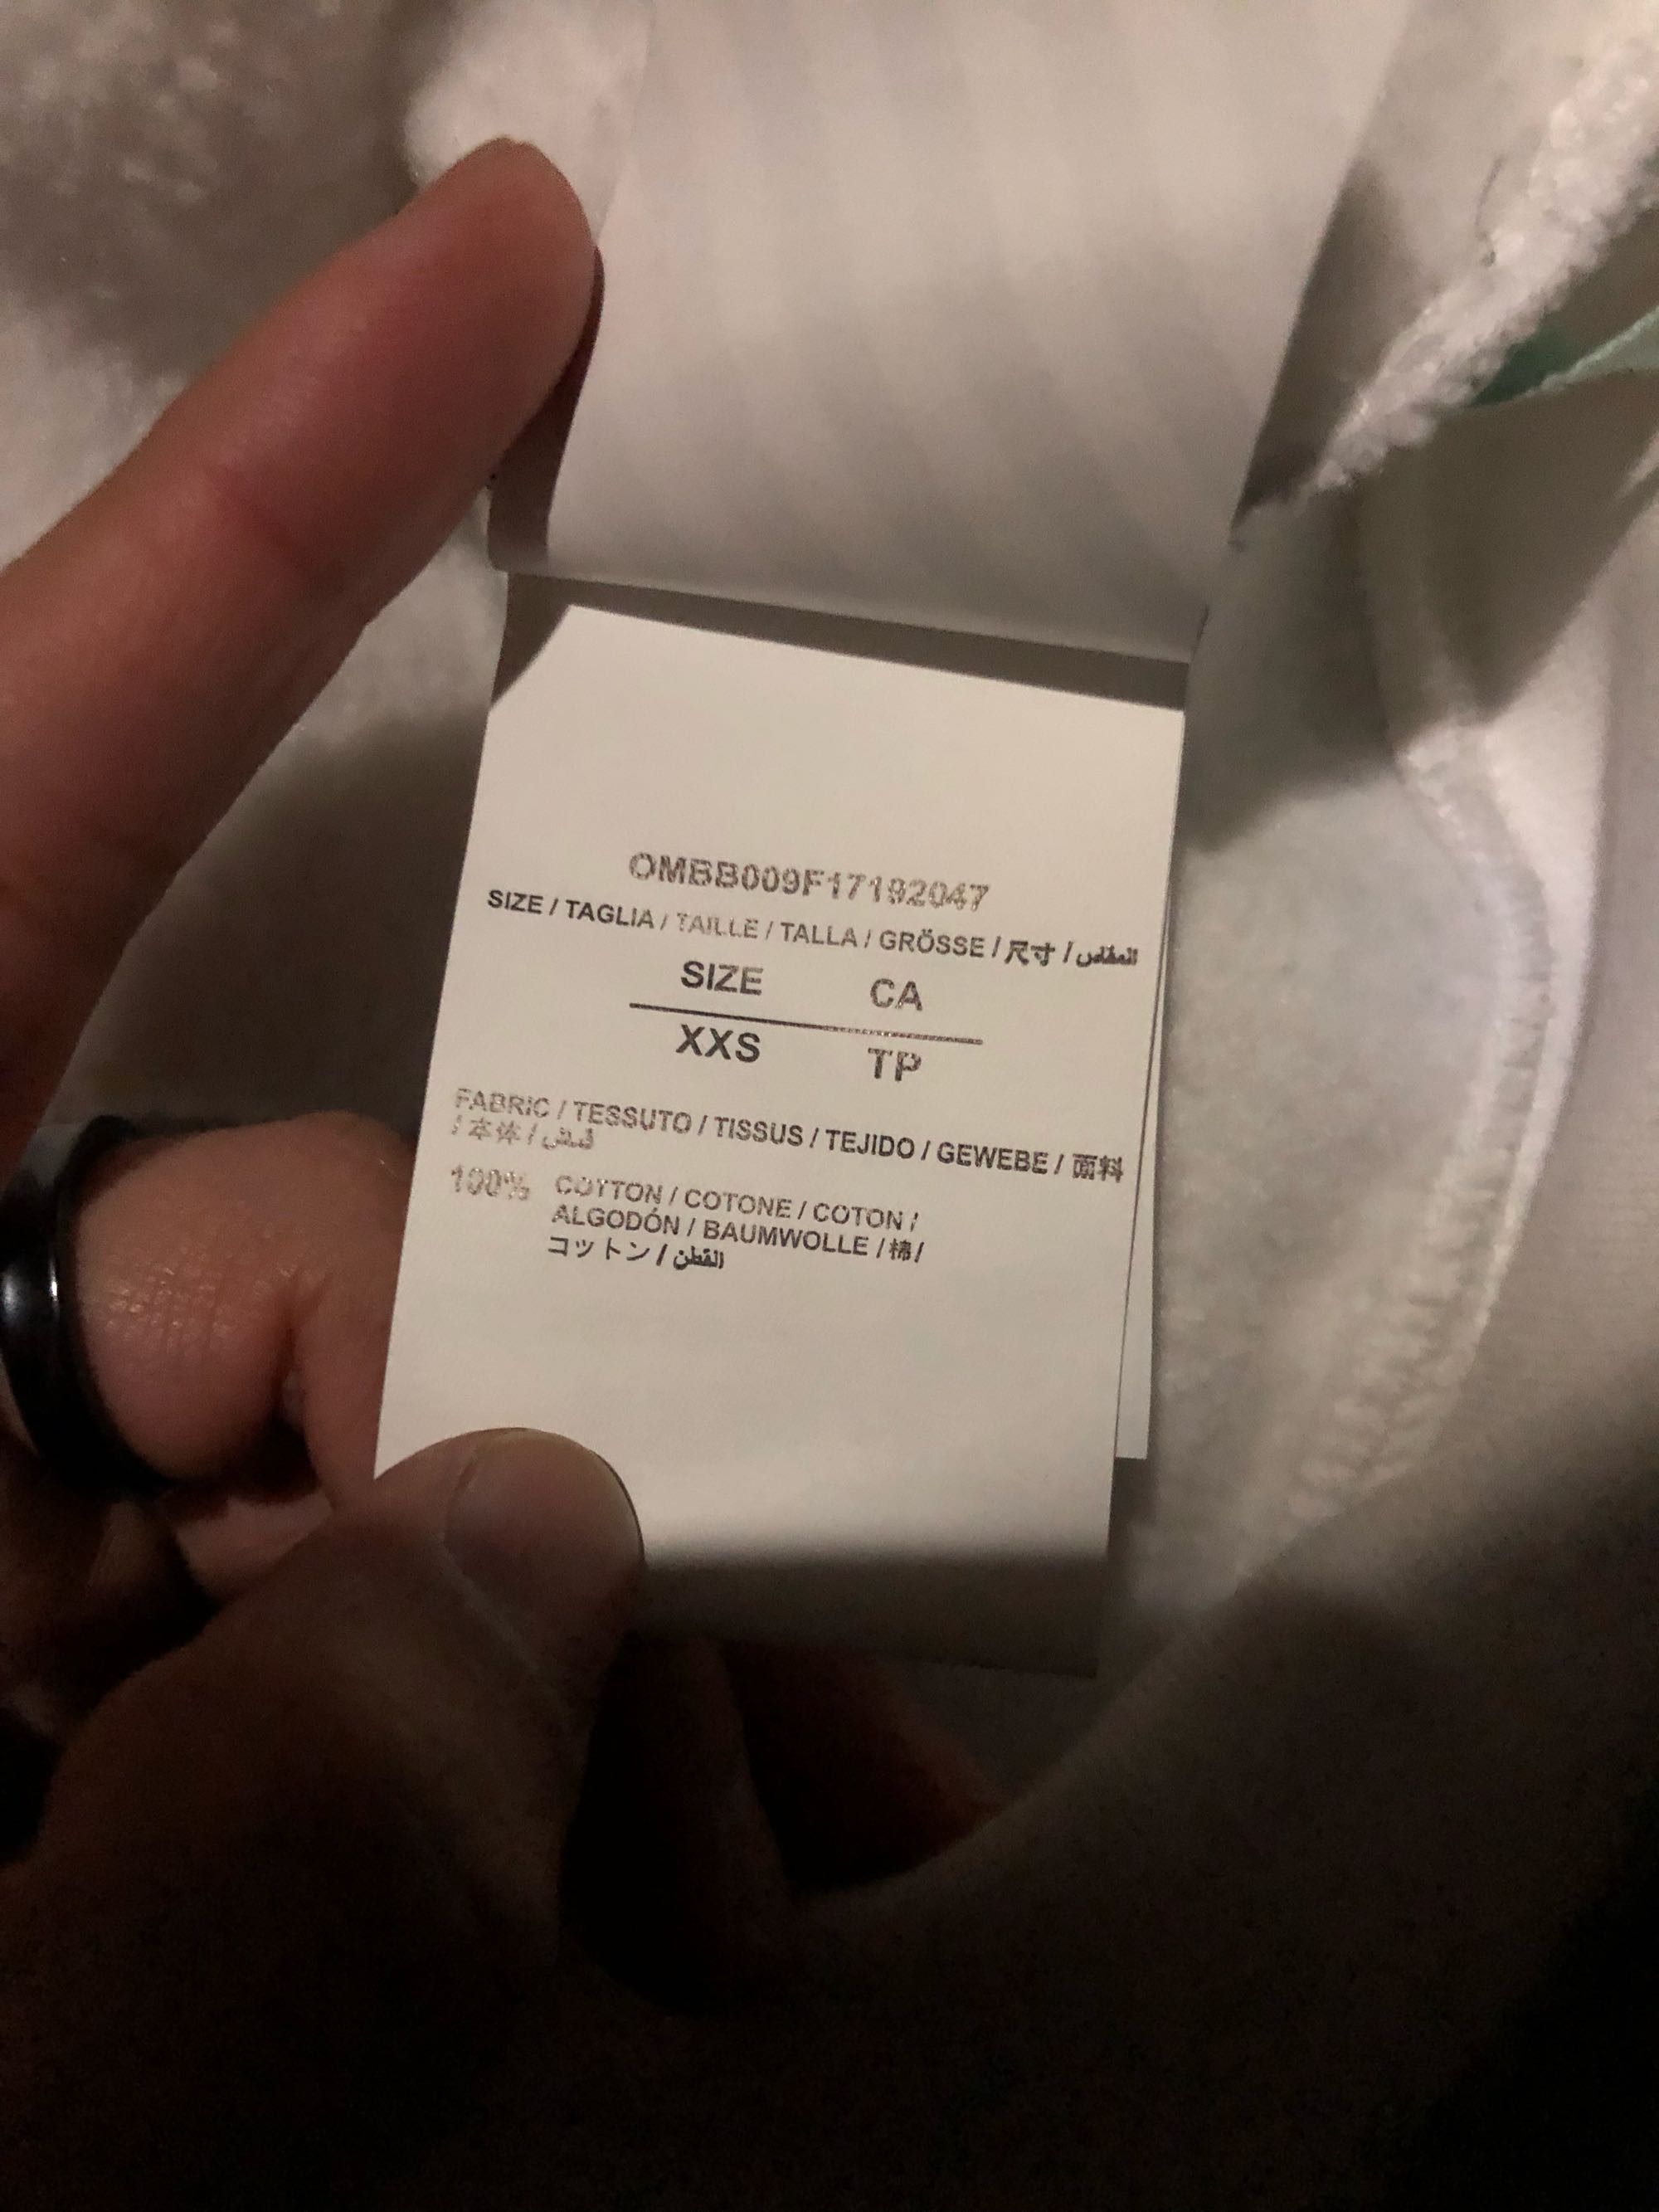 OMBB009F17192047
SIZE / TAGLIA / TAILLE / TALLA / GRÖSSE / 尺寸 / المقاس
SIZE CA
XXS TP
FABRIC / TESSUTO / TISSUS / TEJIDO / GEWEBE / 面料
/ 本体 / قماش
100% COTTON / COTONE / COTON /
ALGODÓN / BAUMWOLLE / 棉/
コットン / القطن